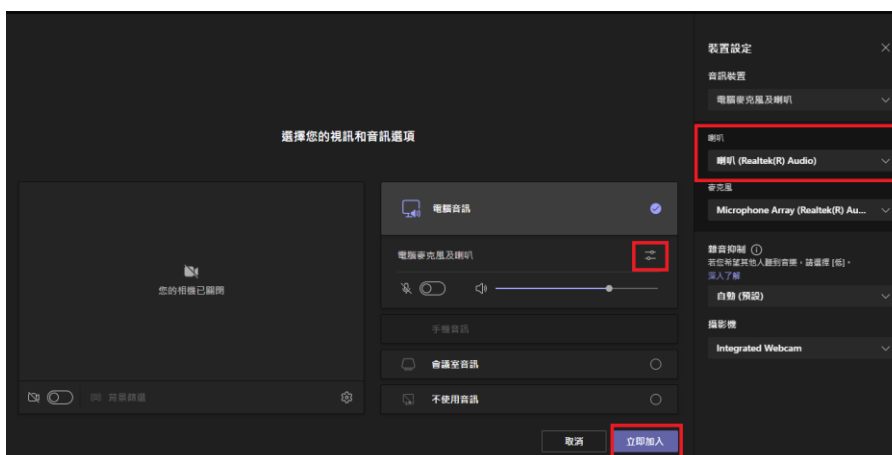 選擇您的視訊和音訊選項
您的相機已關閉
背景篩選
電腦音訊
電腦麥克風及喇叭
手機音訊
會議室音訊
不使用音訊
取消
立即加入
裝置設定
音訊裝置
電腦麥克風及喇叭
喇叭
喇叭 (Realtek(R) Audio)
麥克風
Microphone Array (Realtek(R) Au...
雜音抑制
若您希望其他人聽到音樂，請選擇 [低]。
深入了解
自動 (預設)
攝影機
Integrated Webcam